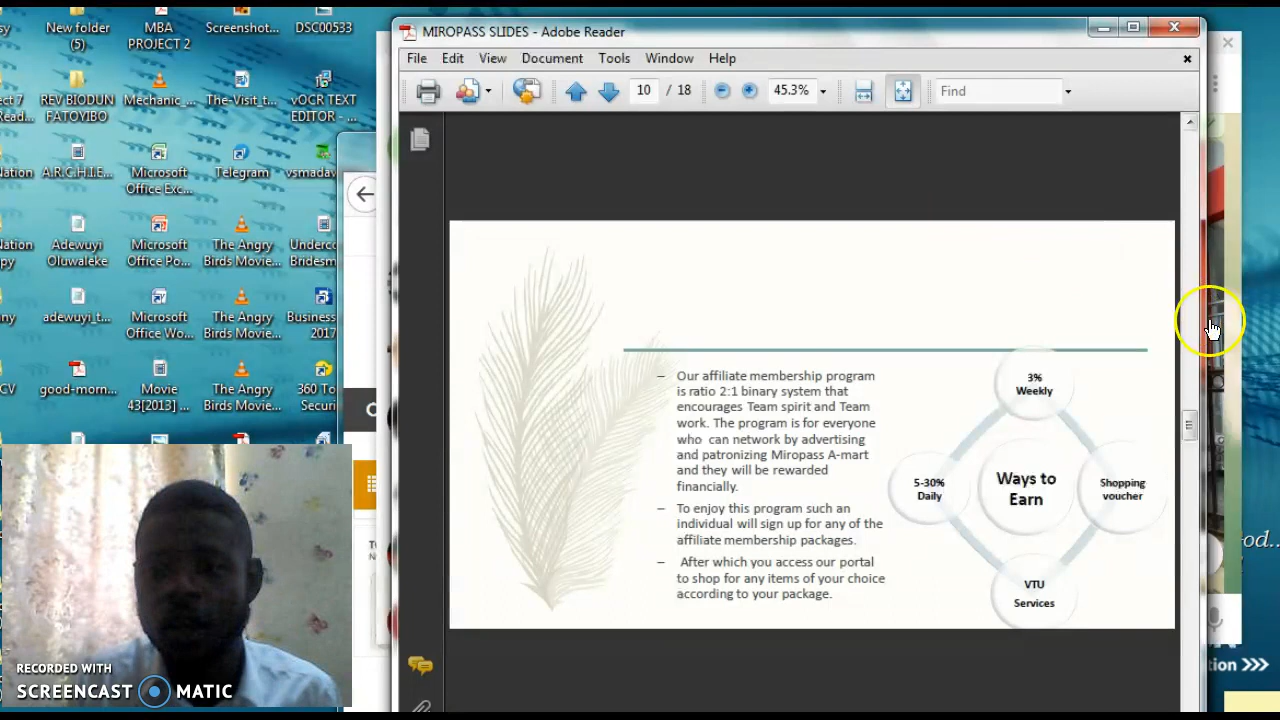 New folder (5)
MBA PROJECT 2
Screenshot...
DSC00533
REV BIODUN FATOYIBO
Mechanic_...
The-Visit_t...
vOCR TEXT EDITOR - ...
A.R.C.H.I.E...
Microsoft Office Exc...
Telegram
vsmadav...
Adewuyi Oluwaleke
Microsoft Office Po...
The Angry Birds Movie...
Underco
Bridesm
adewuyi_t...
Microsoft Office Wo...
The Angry Birds Movie...
Business 2017
CV
good-morn...
Movie 43[2013] ...
The Angry Birds Movie...
360 To
Securi
MIROPASS SLIDES - Adobe Reader
File Edit View Document Tools Window Help
10 / 18
45.3%
Find
– Our affiliate membership program
is ratio 2:1 binary system that
encourages Team spirit and Team
work. The program is for everyone
who can network by advertising
and patronizing Miropass A-mart
and they will be rewarded
financially.
– To enjoy this program such an
individual will sign up for any of the
affiliate membership packages.
– After which you access our portal
to shop for any items of your choice
according to your package.
3%
Weekly
5-30%
Daily
Ways to
Earn
Shopping
voucher
VTU
Services
od...
tion >>>
RECORDED WITH
SCREENCAST MATIC